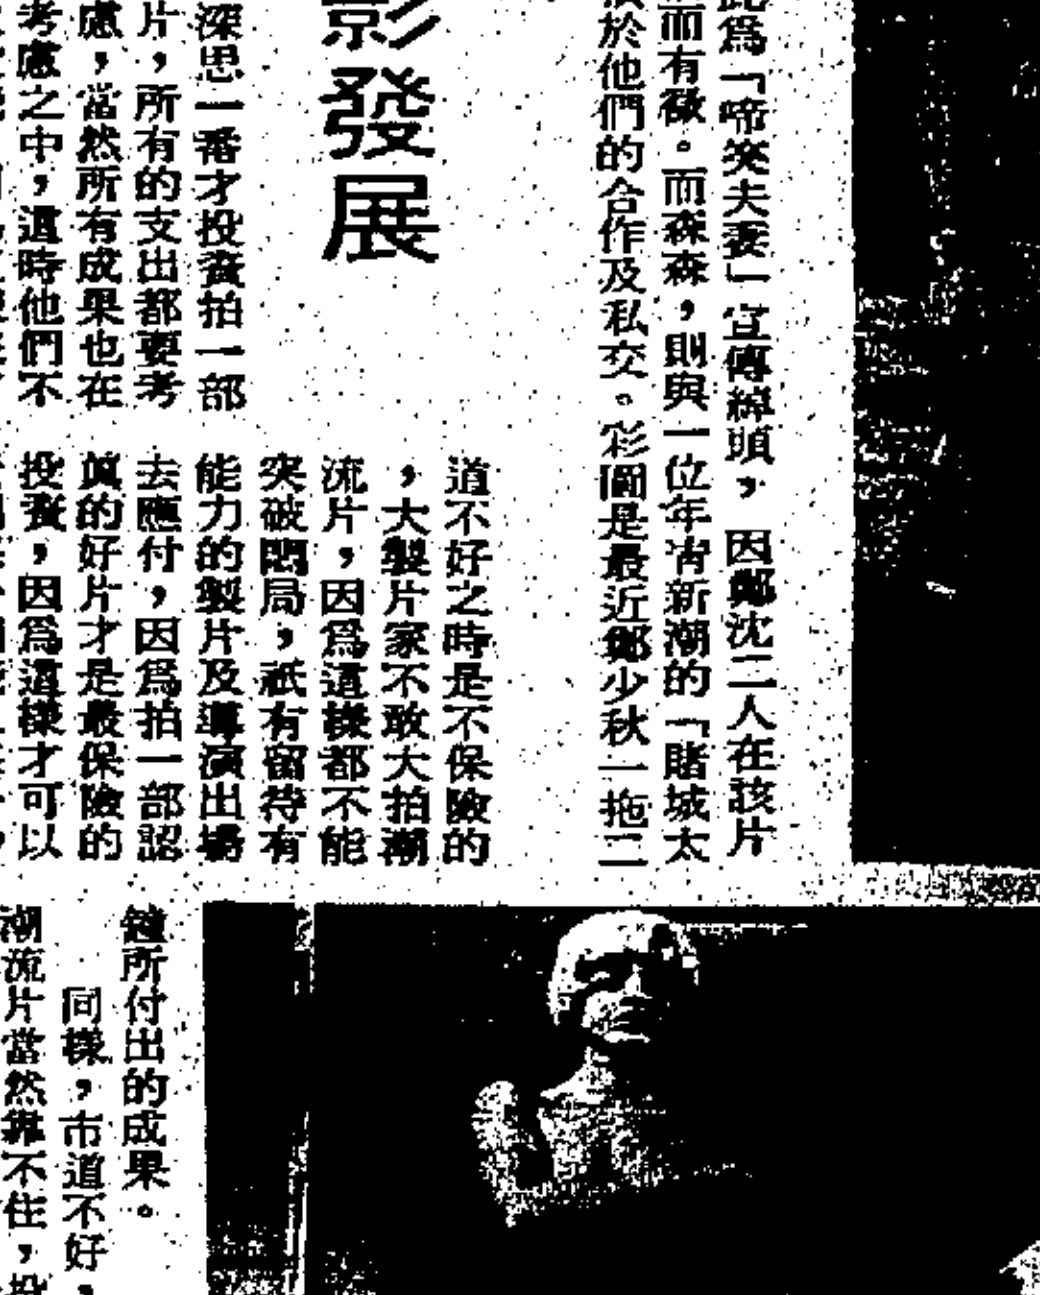 為「啼笑夫妻」宣傳綽頭，因鄭沈二人在該片
而有徵。而森森，則與一位年靑新潮的「賭城太
於他們的合作及私交。彩圖是最近鄭少秋一拖二
影發展
深思一番才投資拍一部
片，所有的支出都要考
慮，當然所有成果也在
考慮之中，這時他們不
道不好之時是不保險的
，大製片家不敢大拍潮
流片，因爲這樣都不能
突破悶局，祇有留待有
能力的製片及導演出場
去應付，因爲拍一部認
眞的好片才是最保險的
投資，因爲這樣才可以
鐘所付出的成果。
同樣，市道不好，
潮流片當然靠不住，投